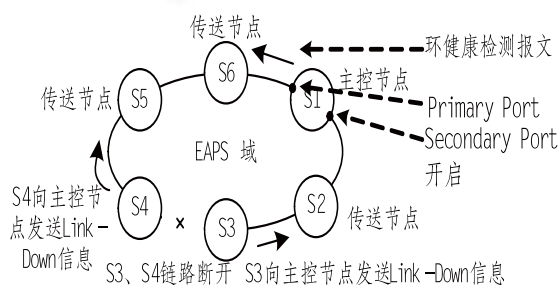 传送节点
环健康检测报文
S6
主控节点
传送节点
S5
S1
Primary Port
Secondary Port
开启
EAPS 域
S4向主控节
点发送Link-
Down信息
S4
S3
S2
传送节点
×
S3、S4链路断开
S3向主控节点发送Link-Down信息